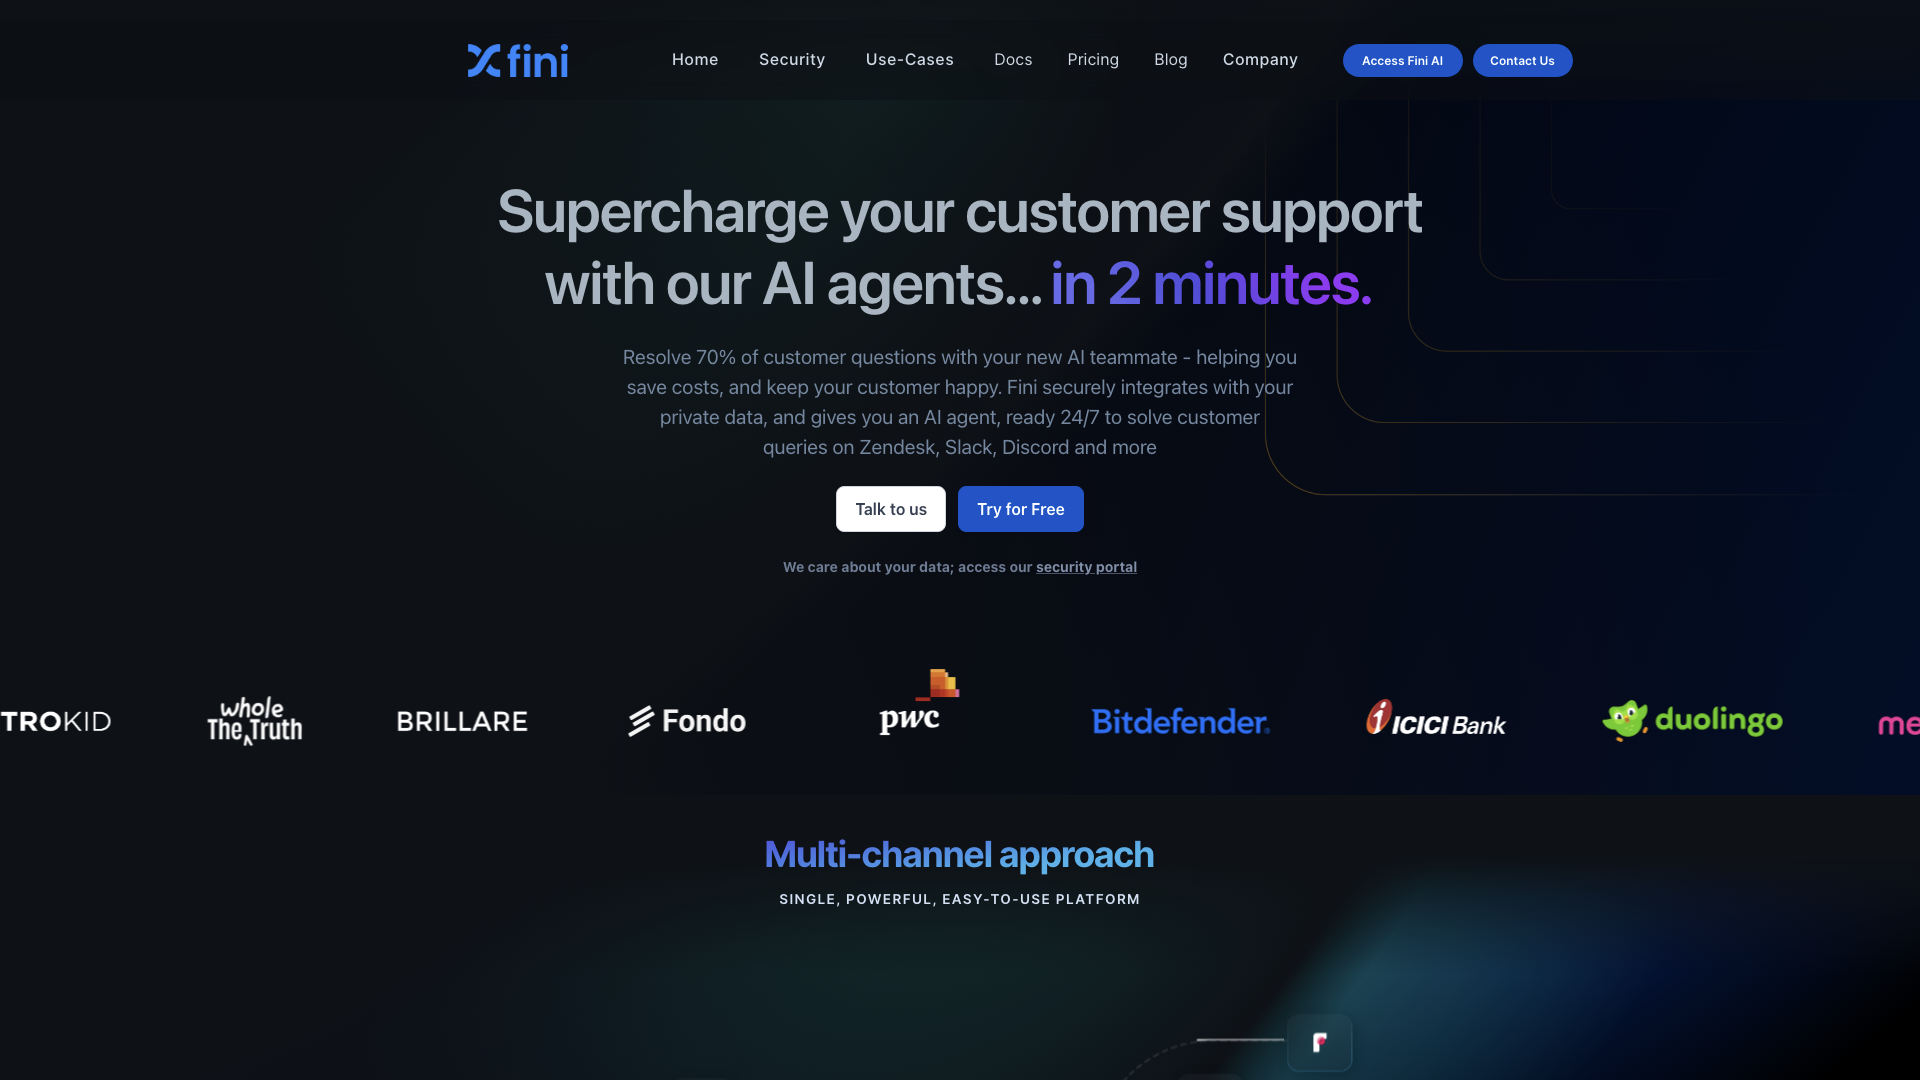 fini
Home Security Use-Cases Docs Pricing Blog Company Access Fini AI Contact Us
Supercharge your customer support
with our AI agents... in 2 minutes.
Resolve 70% of customer questions with your new AI teammate - helping you
save costs, and keep your customer happy. Fini securely integrates with your
private data, and gives you an AI agent, ready 24/7 to solve customer
queries on Zendesk, Slack, Discord and more
Talk to us Try for Free
We care about your data; access our security portal
TROKID The whole Truth BRILLARE Fondo pwc Bitdefender ICICI Bank duolingo me
Multi-channel approach
SINGLE, POWERFUL, EASY-TO-USE PLATFORM